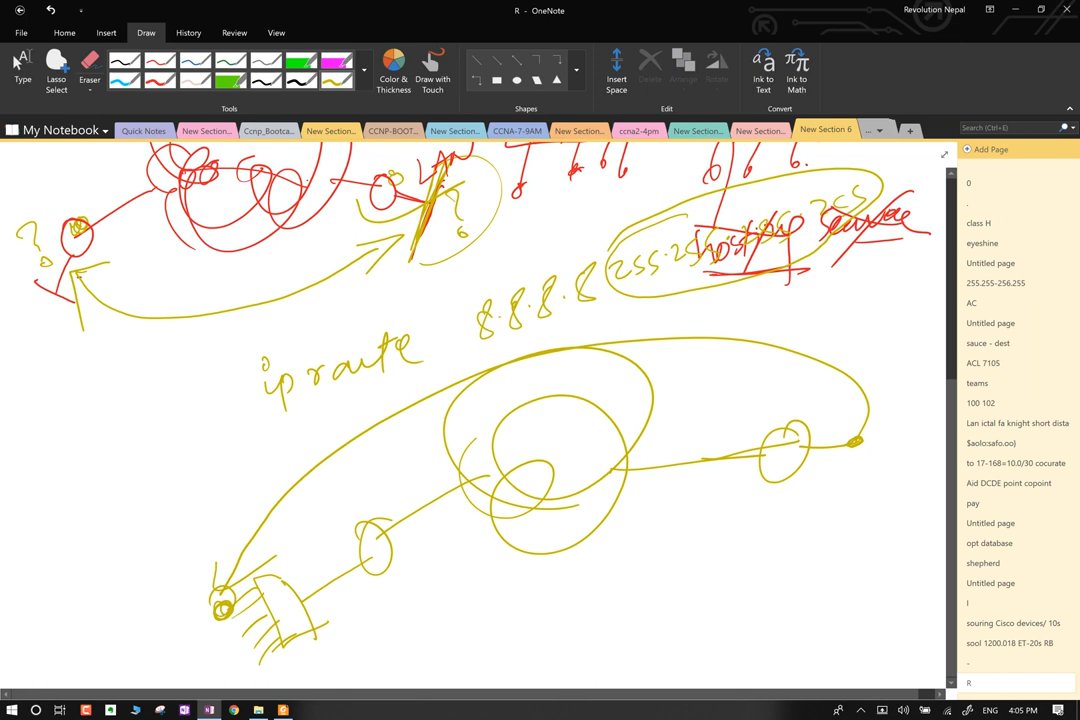 R - OneNote
Revolution Nepal
File Home Insert Draw History Review View
Type
Lasso Select
Eraser
Color & Thickness
Draw with Touch
Insert Space
Delete
Arrange
Rotate
Ink to Text
Ink to Math
Tools
Shapes
Edit
Convert
My Notebook
Quick Notes
New Section...
Ccnp_Bootca...
New Section...
CCNP-BOOT...
New Section...
CCNA-7-9AM
New Section...
ccna2-4pm
New Section...
New Section...
New Section 6
...
Search (Ctrl+E)
Add Page
0
.
class H
eyeshine
Untitled page
255.255-256.255
AC
Untitled page
sauce - dest
ACL 7105
teams
100 102
Lan ictal fa knight short dista
$aolo:safo.oo)
to 17-168=10.0/30 cocurate
Aid DCDE point copoint
pay
Untitled page
opt database
shepherd
Untitled page
I
souring Cisco devices/ 10s
sool 1200.018 ET-20s RB
-
R
LAN
ip route 8.8.8.8 255.255.255.255
4:05 PM